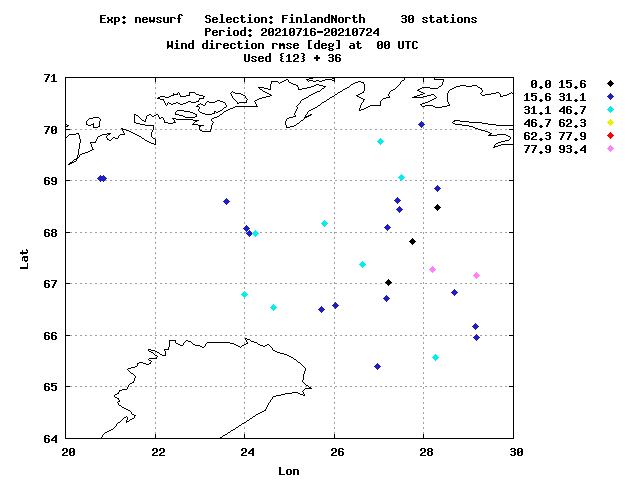 Exp: newsurf   Selection: FinlandNorth     30 stations
Period: 20210716-20210724
Wind direction rmse [deg] at  00 UTC
Used {12} + 36
71
70
69
68
67
66
65
64
Lat
20 22 24 26 28 30
Lon
0.0 15.6
15.6 31.1
31.1 46.7
46.7 62.3
62.3 77.9
77.9 93.4